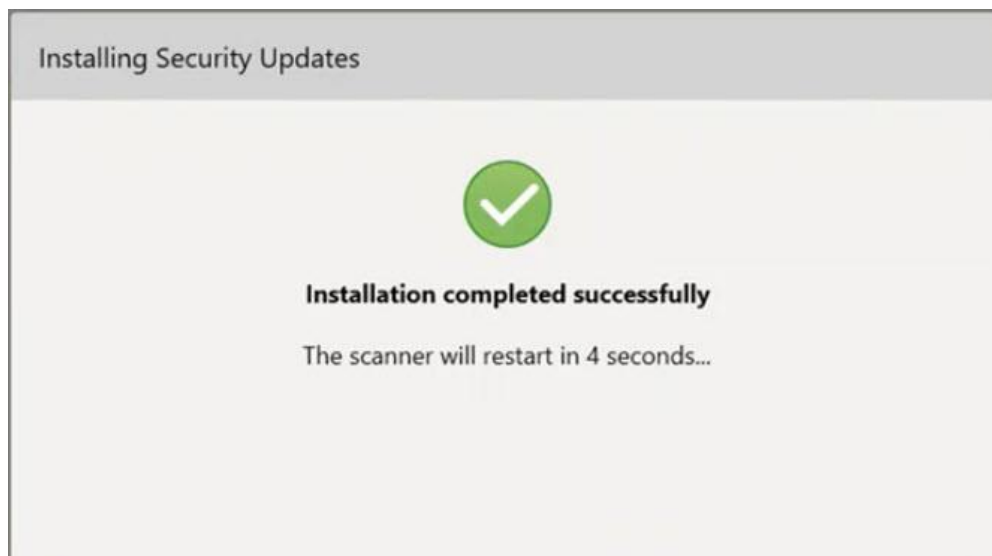 Installing Security Updates
Installation completed successfully
The scanner will restart in 4 seconds...